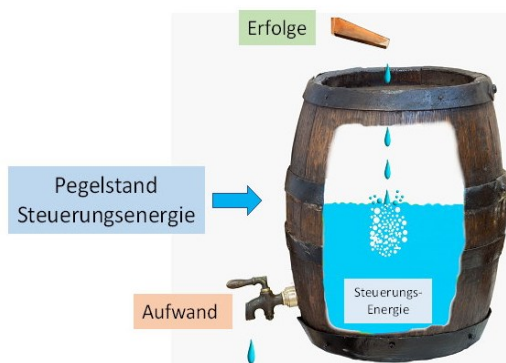 Erfolge
Pegelstand
Steuerungsenergie
Aufwand
Steuerungs-
Energie